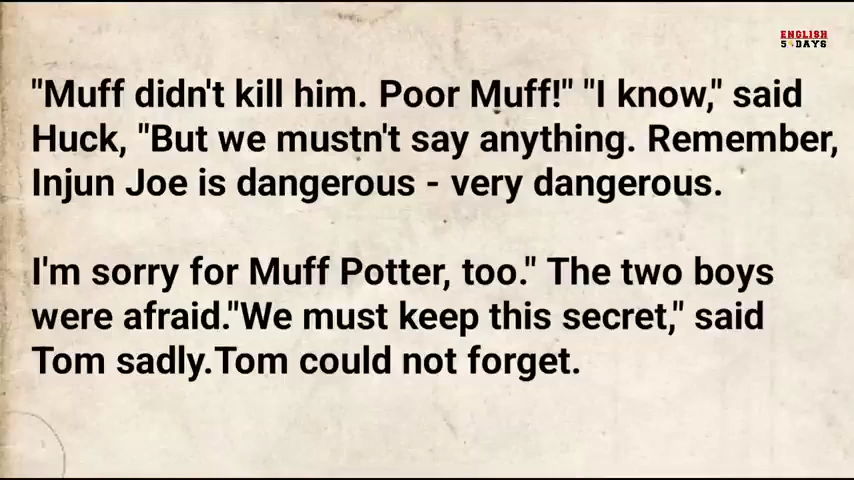 ENGLISH
5 DAYS
"Muff didn't kill him. Poor Muff!" "I know," said
Huck, "But we mustn't say anything. Remember,
Injun Joe is dangerous - very dangerous.
I'm sorry for Muff Potter, too." The two boys
were afraid."We must keep this secret," said
Tom sadly.Tom could not forget.